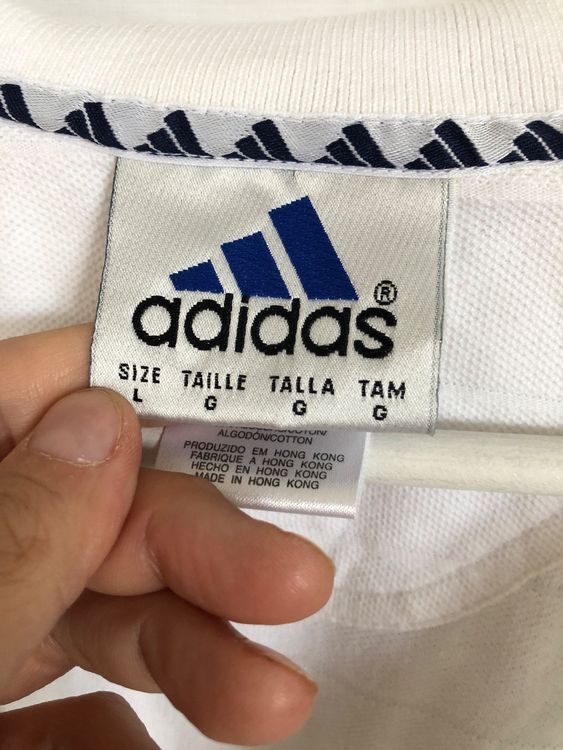 adidas®
SIZE TAILLE TALLA TAM
L G G G
ALGODÓN/COTTON
PRODUZIDO EM HONG KONG
FABRIQUE A HONG KONG
HECHO EN HONG KONG
MADE IN HONG KONG